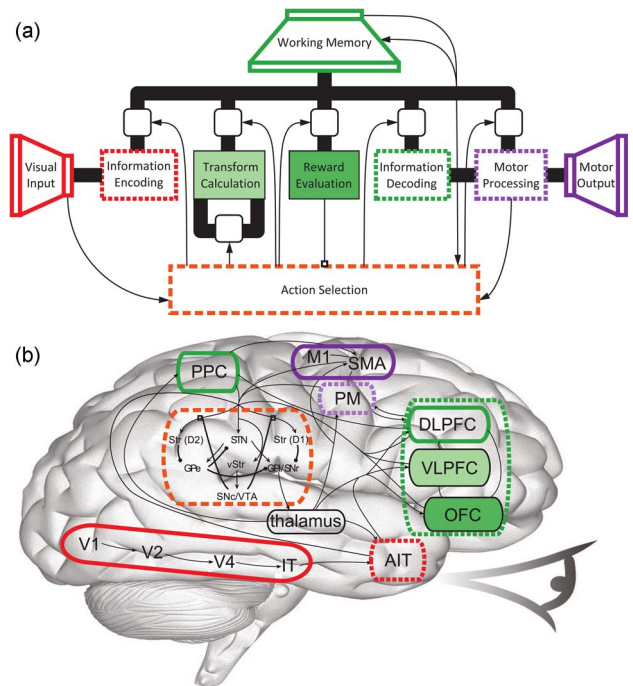 (a)
Working Memory
Visual
Input
Information
Encoding
Transform
Calculation
Reward
Evaluation
Information
Decoding
Motor
Processing
Motor
Output
Action Selection
(b)
PPC
M1
SMA
PM
DLPFC
VLPFC
OFC
Str (D2)
STN
Str (D1)
GPe
vStr
GPi/SNr
SNc/VTA
thalamus
V1
V2
V4
IT
AIT